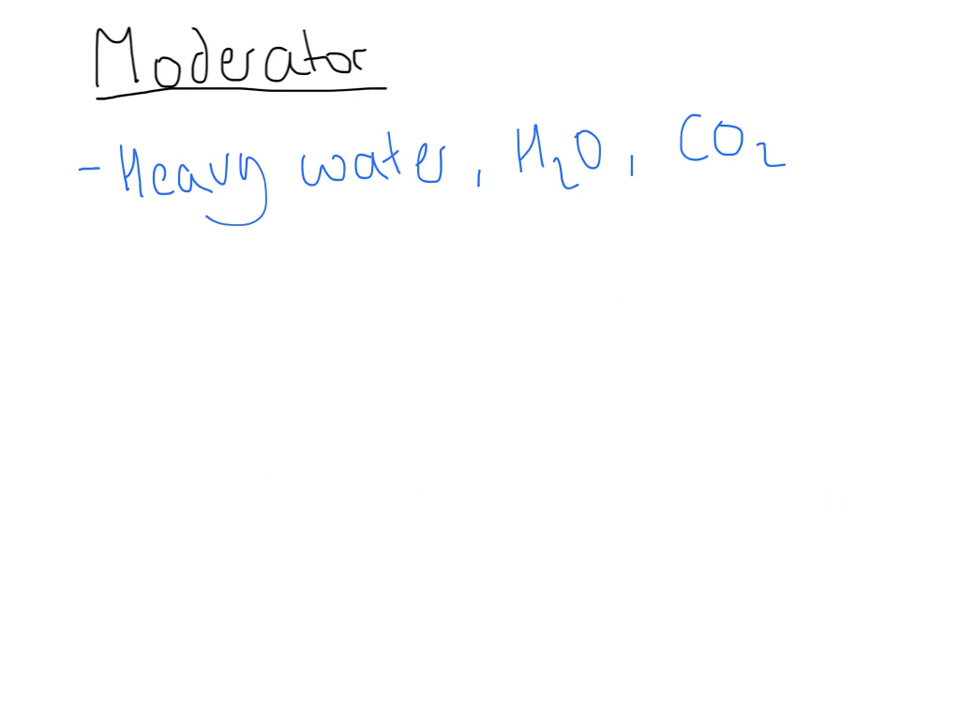 Moderator
- Heavy water, H₂O, CO₂